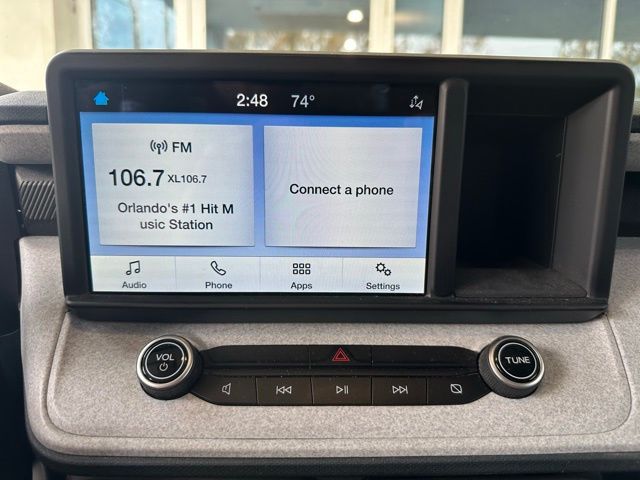 2:48 74°
FM
106.7 XL106.7
Orlando's #1 Hit M
usic Station
Connect a phone
Audio Phone Apps Settings
VOL
TUNE